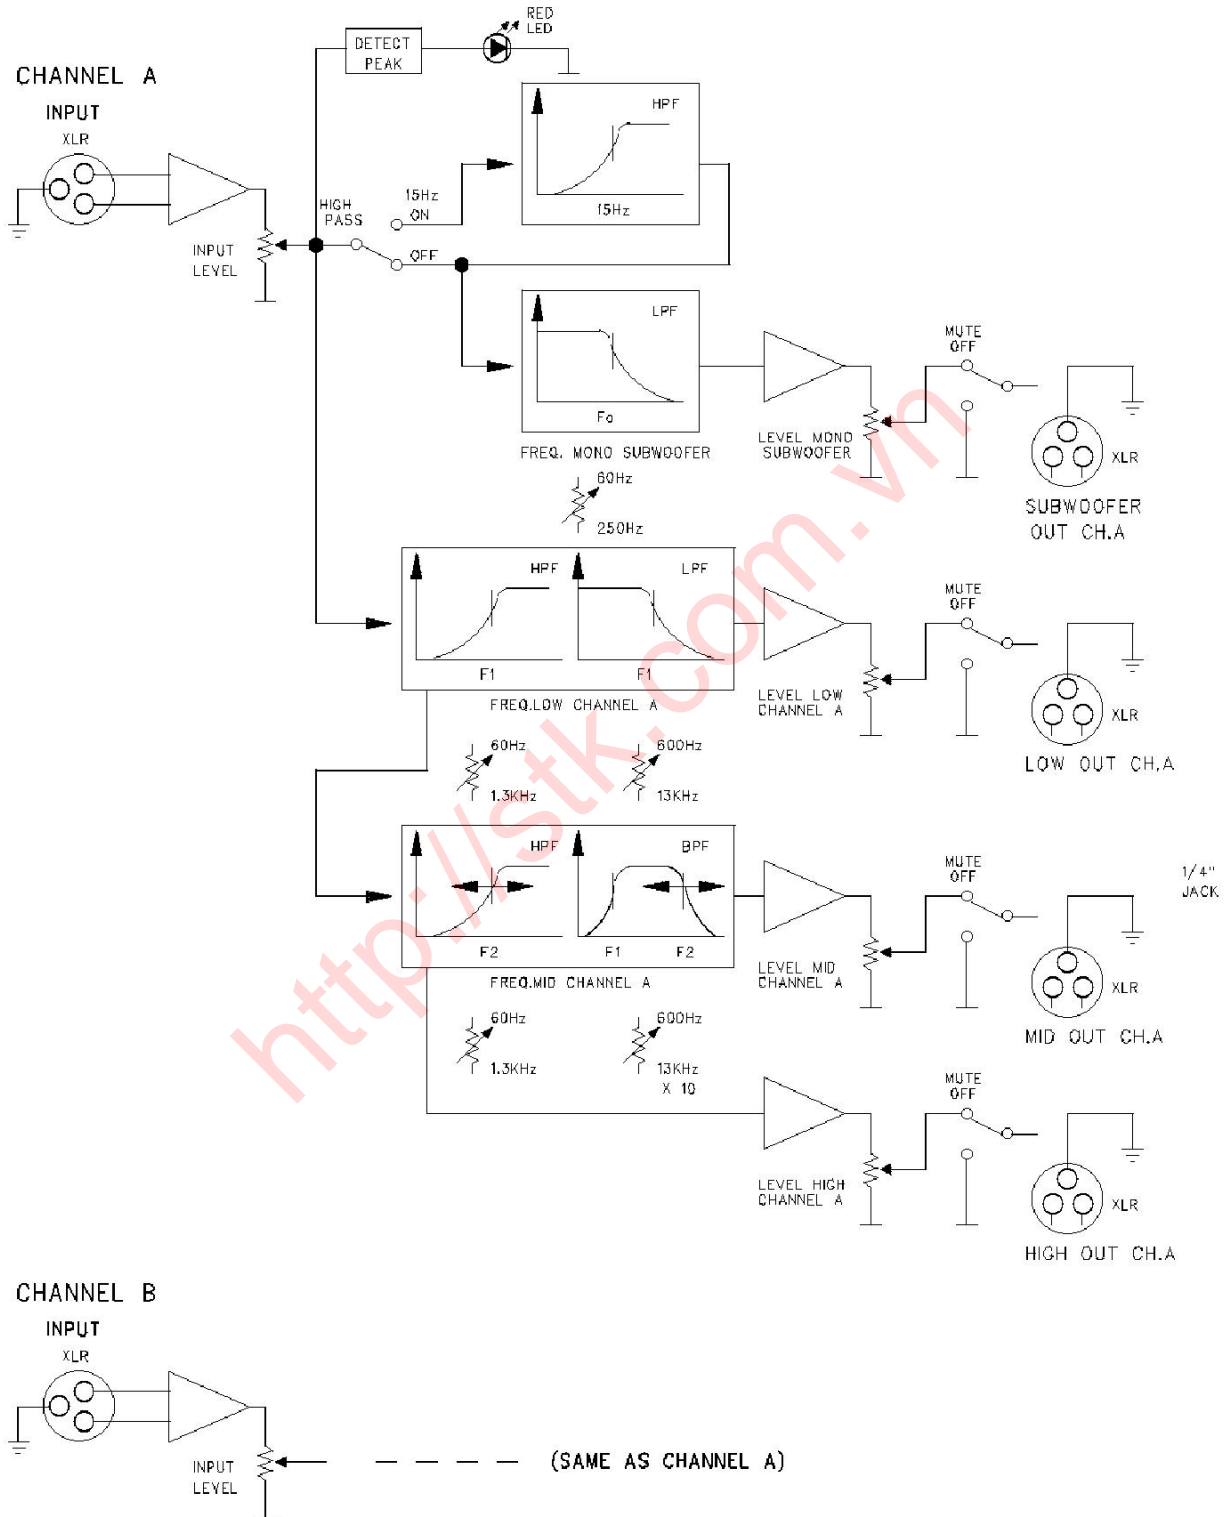 RED
LED
DETECT
PEAK
CHANNEL A
INPUT
XLR
HPF
15Hz
HIGH
PASS
15Hz
ON
OFF
INPUT
LEVEL
LPF
Fo
FREQ. MONO SUBWOOFER
60Hz
250Hz
LEVEL MONO
SUBWOOFER
MUTE
OFF
XLR
SUBWOOFER
OUT CH.A
HPF
LPF
F1
F1
FREQ.LOW CHANNEL A
60Hz
1.3KHz
600Hz
13KHz
LEVEL LOW
CHANNEL A
MUTE
OFF
XLR
LOW OUT CH.A
HPF
BPF
F2
F1
F2
FREQ.MID CHANNEL A
60Hz
1.3KHz
600Hz
13KHz
X 10
LEVEL MID
CHANNEL A
MUTE
OFF
1/4"
JACK
XLR
MID OUT CH.A
LEVEL HIGH
CHANNEL A
MUTE
OFF
XLR
HIGH OUT CH.A
CHANNEL B
INPUT
XLR
INPUT
LEVEL
(SAME AS CHANNEL A)
http://stk.com.vn